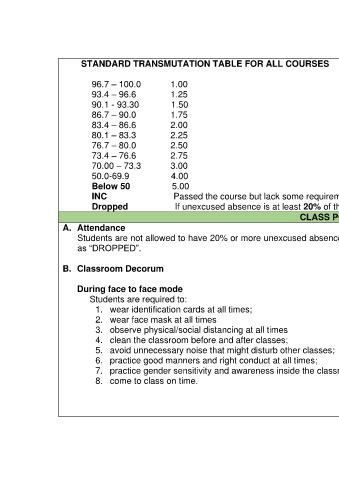 STANDARD TRANSMUTATION TABLE FOR ALL COURSES
96.7 – 100.0 1.00
93.4 – 96.6 1.25
90.1 - 93.30 1.50
86.7 – 90.0 1.75
83.4 – 86.6 2.00
80.1 – 83.3 2.25
76.7 – 80.0 2.50
73.4 – 76.6 2.75
70.00 – 73.3 3.00
50.0-69.9 4.00
Below 50 5.00
INC Passed the course but lack some requirem
Dropped If unexcused absence is at least 20% of th
CLASS P
A. Attendance
Students are not allowed to have 20% or more unexcused absenc
as “DROPPED”.
B. Classroom Decorum
During face to face mode
Students are required to:
1. wear identification cards at all times;
2. wear face mask at all times
3. observe physical/social distancing at all times
4. clean the classroom before and after classes;
5. avoid unnecessary noise that might disturb other classes;
6. practice good manners and right conduct at all times;
7. practice gender sensitivity and awareness inside the classr
8. come to class on time.